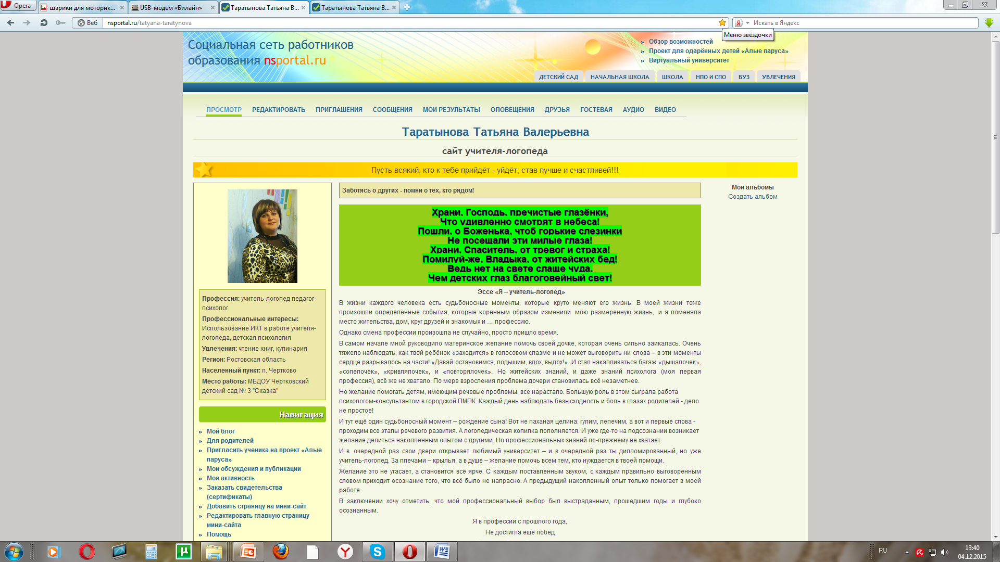 Opera
шарики для моторик...
USB-модем «Билайн»
Таратынова Татьяна В...
Таратынова Татьяна В...
Веб
nsportal.ru/tatyana-taratynova
Искать в Яндекс
Меню звёздочки
Социальная сеть работников
образования nsportal.ru
Обзор возможностей
Проект для одарённых детей «Алые паруса»
Виртуальный университет
ДЕТСКИЙ САД НАЧАЛЬНАЯ ШКОЛА ШКОЛА НПО И СПО ВУЗ УВЛЕЧЕНИЯ
ПРОСМОТР РЕДАКТИРОВАТЬ ПРИГЛАШЕНИЯ СООБЩЕНИЯ МОИ РЕЗУЛЬТАТЫ ОПОВЕЩЕНИЯ ДРУЗЬЯ ГОСТЕВАЯ АУДИО ВИДЕО
Таратынова Татьяна Валерьевна
сайт учителя-логопеда
Пусть всякий, кто к тебе прийдёт - уйдёт, став лучше и счастливей!!!
Профессия: учитель-логопед педагог-
психолог
Профессиональные интересы:
Использование ИКТ в работе учителя-
логопеда, детская психология
Увлечения: чтение книг, кулинария
Регион: Ростовская область
Населенный пункт: п. Чертково
Место работы: МБДОУ Чертковский
детский сад № 3 "Сказка"
Навигация
Мой блог
Для родителей
Пригласить ученика на проект «Алые
паруса»
Мои обсуждения и публикации
Моя активность
Заказать свидетельства
(сертификаты)
Добавить страницу на мини-сайт
Редактировать главную страницу
мини-сайта
Помощь
Заботясь о других - помни о тех, кто рядом!
Храни, Господь, пречистые глазёнки,
Что удивленно смотрят в небеса!
Пошли, о Боженька, чтоб горькие слезинки
Не посещали эти милые глаза!
Храни, Спаситель, от тревог и страха!
Помилуй-же, Владыка, от житейских бед!
Ведь нет на свете слаще чуда,
Чем детских глаз благоговейный свет!
Эссе «Я – учитель-логопед»
В жизни каждого человека есть судьбоносные моменты, которые круто меняют его жизнь. В моей жизни тоже
произошли определённые события, которые коренным образом изменили мою размеренную жизнь, и я поменяла
место жительства, дом, круг друзей и знакомых и … профессию.
Однако смена профессии произошла не случайно, просто пришло время.
В самом начале мной руководило материнское желание помочь своей дочке, которая очень сильно заикалась. Очень
тяжело наблюдать, как твой ребёнок «заходится» в голосовом спазме и не может выговорить ни слова – в эти моменты
сердце разрывалось на части! «Давай остановимся, подышим, вдох, выдох!». И стал накапливаться багаж «дышалочек»,
«сопелочек», «кривлялочек», и «повторялочек». Но житейских знаний, и даже знаний психолога (моя первая
профессия), всё же не хватало. По мере взросления проблема дочери становилась всё незаметнее.
Но желание помогать детям, имеющим речевые проблемы, все нарастало. Большую роль в этом сыграла работа
психологом-консультантом в городской ПМПК. Каждый день наблюдать безысходность и боль в глазах родителей - дело
не простое!
И тут ещё один судьбоносный момент – рождение сына! Вот не паханая целина: гулим, лепечим, а вот и первые слова -
проходим все этапы речевого развития. А логопедическая копилка пополняется. И уже где-то на подсознании возникает
желание делиться накопленным опытом с другими. Но профессиональных знаний по-прежнему не хватает.
И в очередной раз свои двери открывает любимый университет – и в очередной раз ты дипломированный, но уже
учитель-логопед. За плечами – крылья, а в душе – желание помочь всем тем, кто нуждается в твоей помощи.
Желание это не угасает, а становится всё ярче. С каждым поставленным звуком, с каждым правильно выговоренным
словом приходит осознание того, что всё было не напрасно. А предыдущий накопленный опыт только помогает в моей
работе.
В заключении хочу отметить, что мой профессиональный выбор был выстраданным, прошедшим годы и глубоко
осознанным.
Я в профессии с прошлого года,
Не достигла ещё побед
Мои альбомы
Создать альбом
RU
13:40
04.12.2015